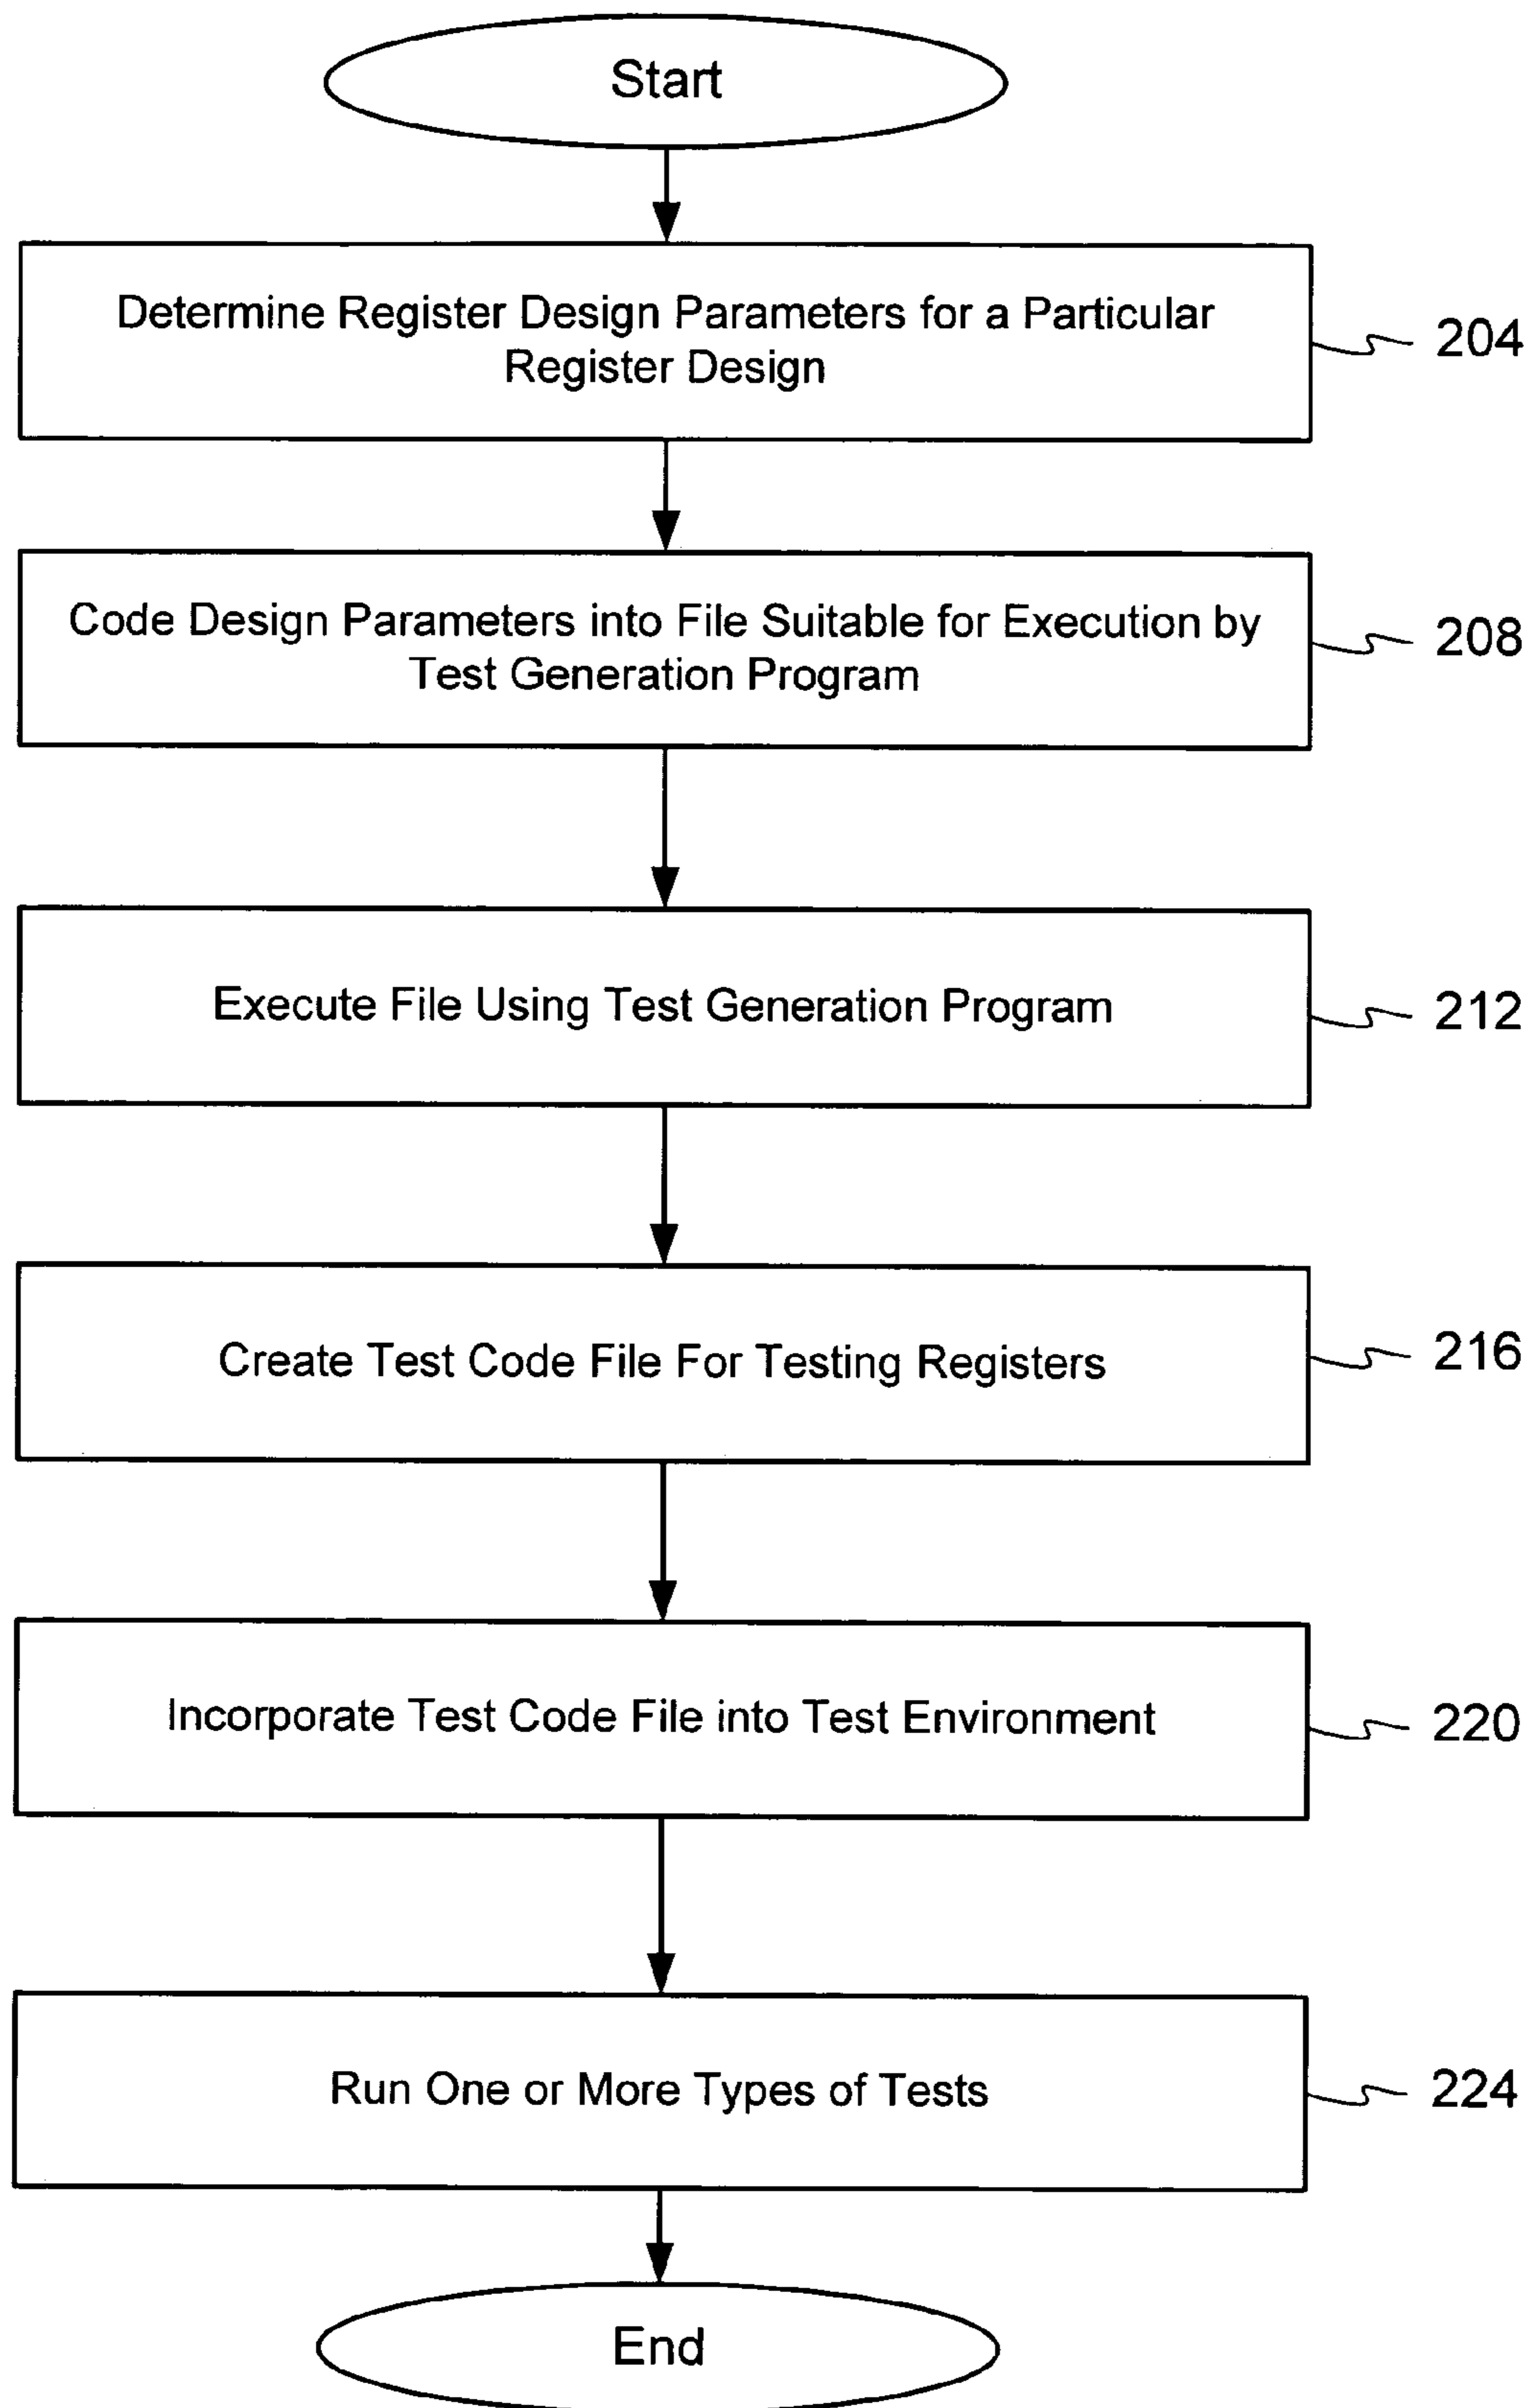 Start
Determine Register Design Parameters for a Particular
Register Design
204
Code Design Parameters into File Suitable for Execution by
Test Generation Program
208
Execute File Using Test Generation Program
212
Create Test Code File For Testing Registers
216
Incorporate Test Code File into Test Environment
220
Run One or More Types of Tests
224
End